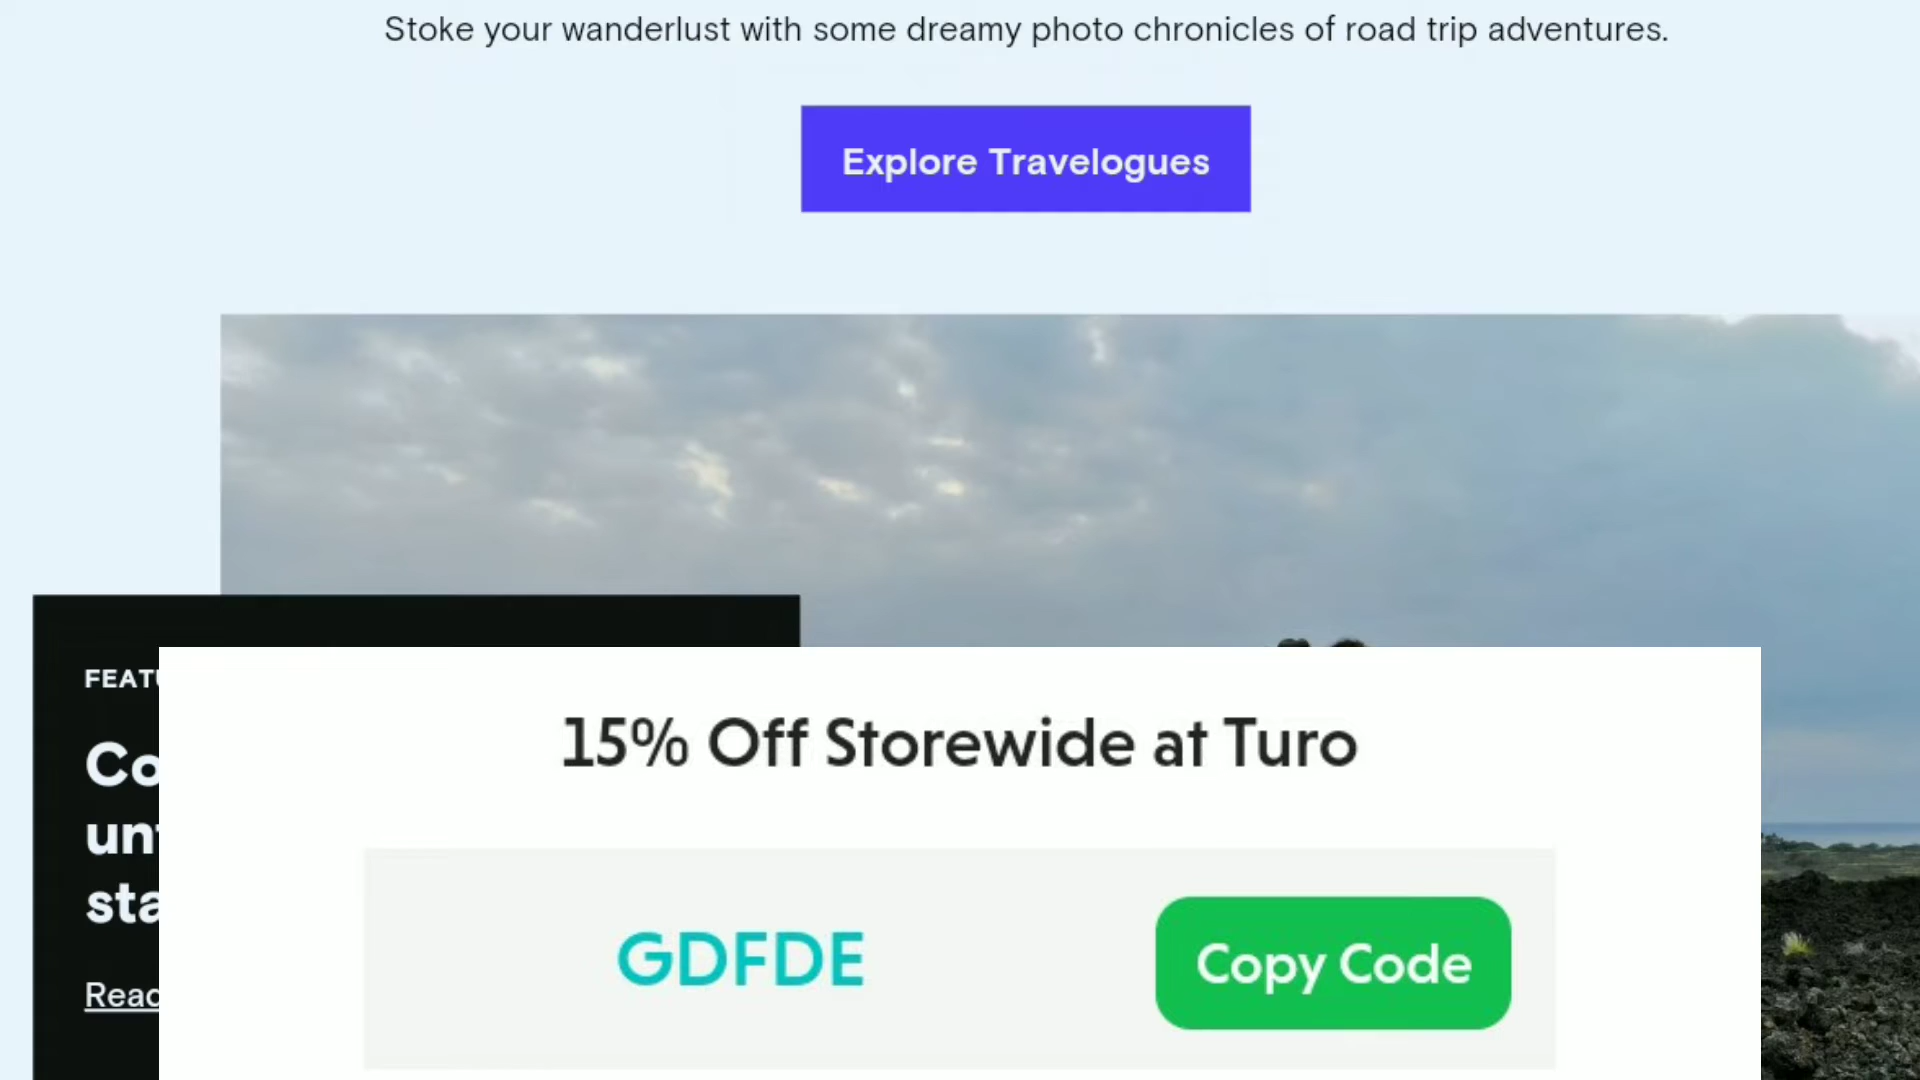 Stoke your wanderlust with some dreamy photo chronicles of road trip adventures.
Explore Travelogues
15% Off Storewide at Turo
GDFDE
Copy Code